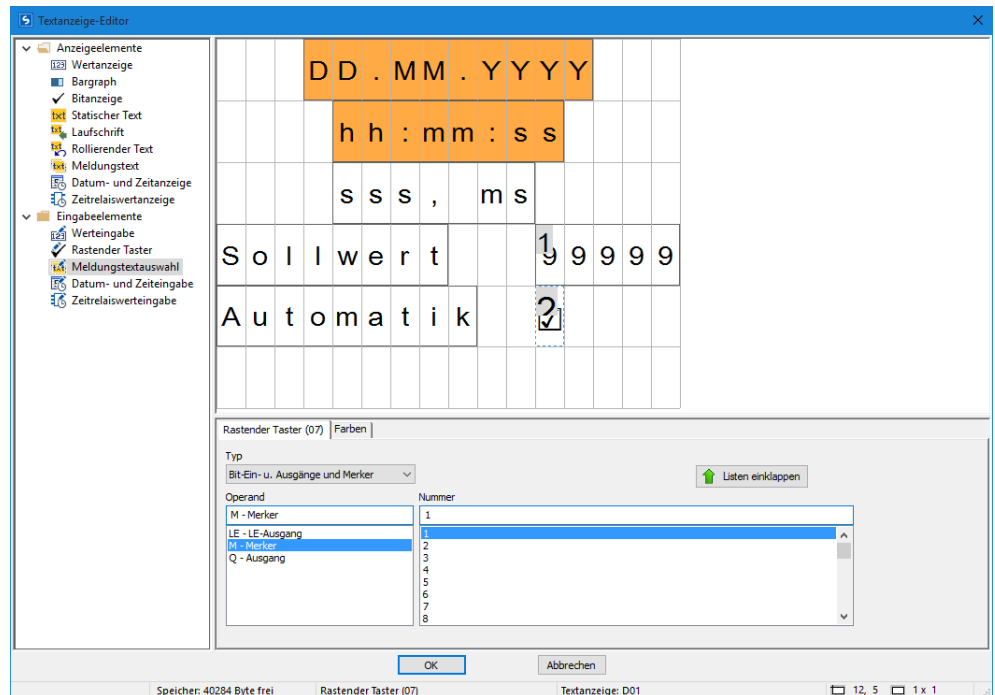 Textanzeige-Editor
Anzeigeelemente
Wertanzeige
Bargraph
Bitanzeige
Statischer Text
Laufschrift
Rollierender Text
Meldungstext
Datum- und Zeitanzeige
Zeitrelaiswertanzeige
Eingabeelemente
Werteingabe
Rastender Taster
Meldungstextauswahl
Datum- und Zeiteingabe
Zeitrelaiswerteingabe
DD.MM.YYYY
hh:mm:ss
sss, ms
Sollwert 1 99999
Automatik 2
Rastender Taster (07) Farben
Typ
Bit-Ein- u. Ausgänge und Merker
Listen einklappen
Operand Nummer
M - Merker 1
LE - LE-Ausgang 1
M - Merker 2
Q - Ausgang 3
4
5
6
7
8
OK Abbrechen
Speicher: 40284 Byte frei Rastender Taster (07) Textanzeige: D01 12, 5 1 x 1